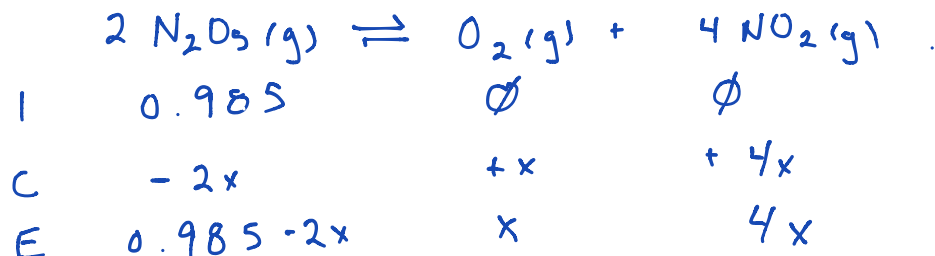 2 N₂O₅(g) ⇌ O₂(g) + 4 NO₂(g).
I 0.985 ∅ ∅
C - 2x + x + 4x
E 0.985 - 2x x 4x